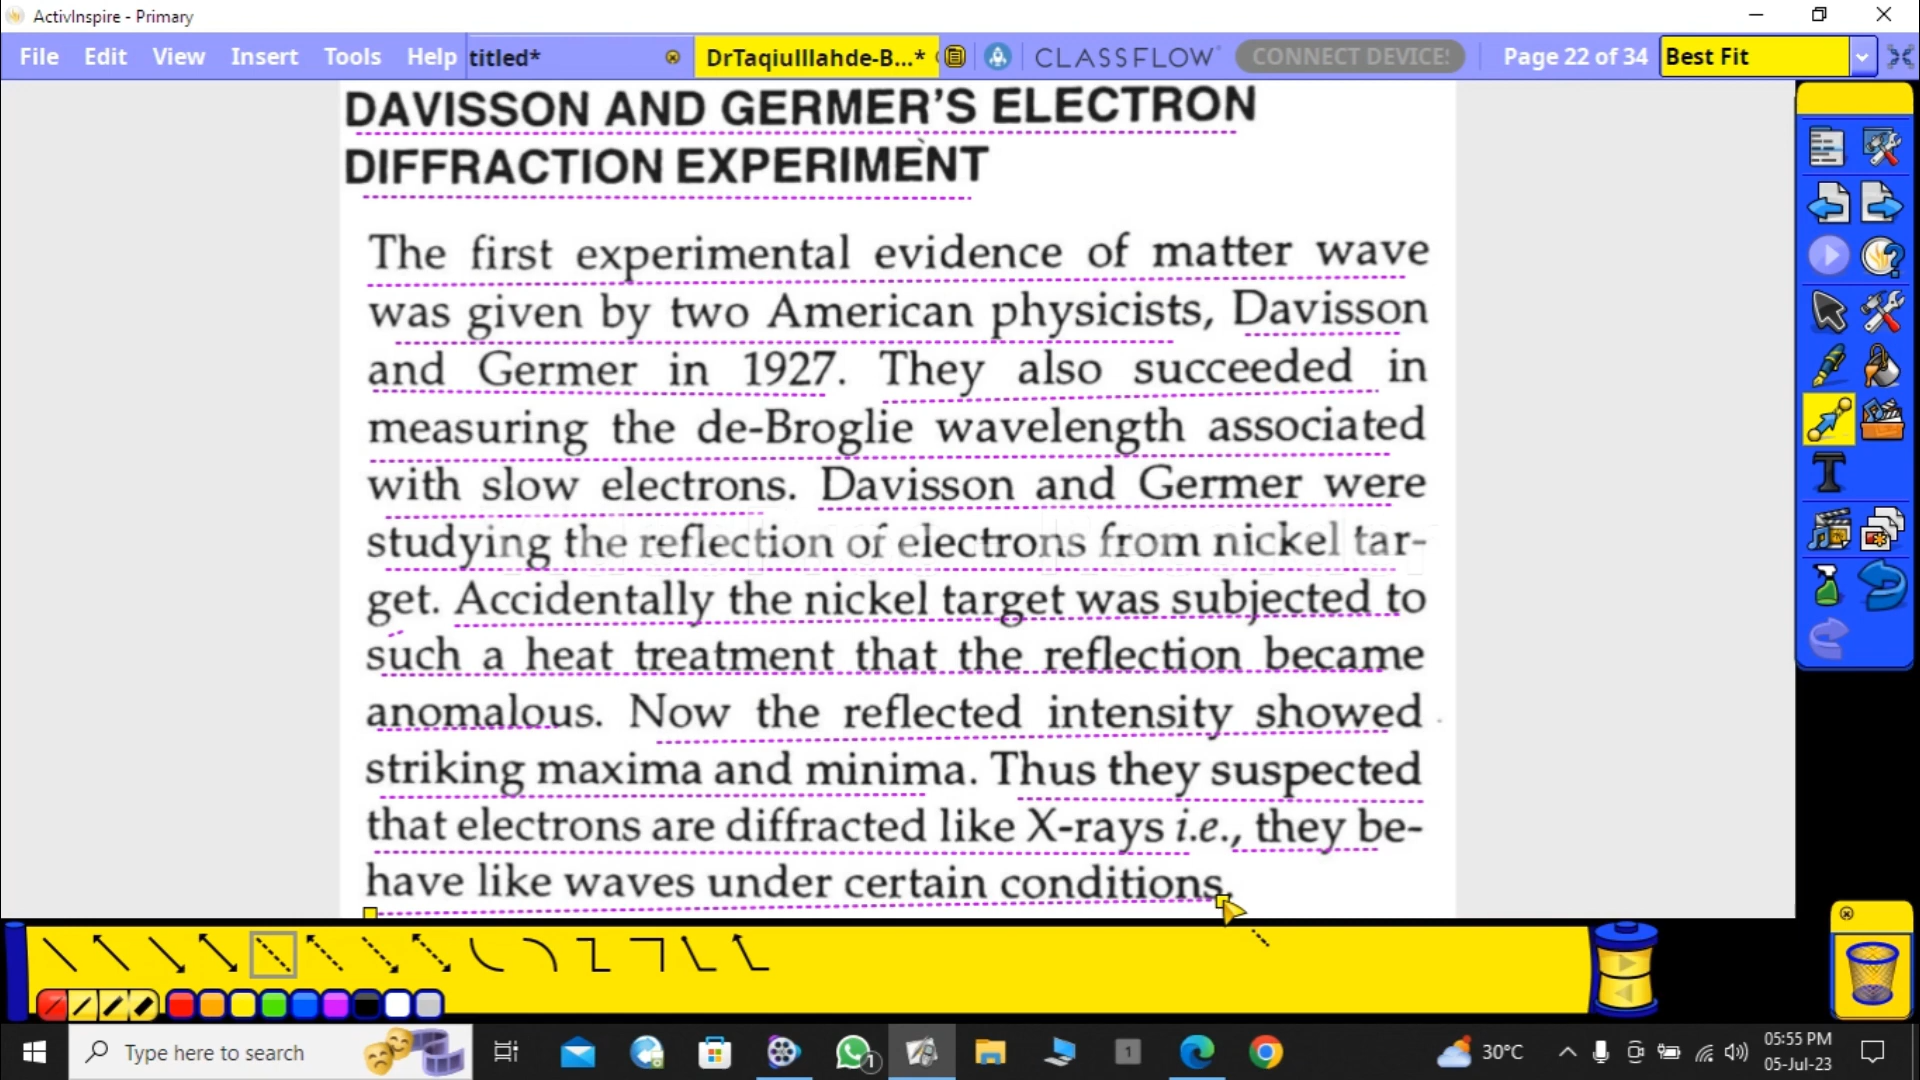 ActivInspire - Primary
File Edit View Insert Tools Help titled* DrTaqiulllahde-B...* CLASSFLOW CONNECT DEVICE! Page 22 of 34 Best Fit
DAVISSON AND GERMER'S ELECTRON
DIFFRACTION EXPERIMENT
The first experimental evidence of matter wave
was given by two American physicists, Davisson
and Germer in 1927. They also succeeded in
measuring the de-Broglie wavelength associated
with slow electrons. Davisson and Germer were
studying the reflection of electrons from nickel tar-
get. Accidentally the nickel target was subjected to
such a heat treatment that the reflection became
anomalous. Now the reflected intensity showed
striking maxima and minima. Thus they suspected
that electrons are diffracted like X-rays i.e., they be-
have like waves under certain conditions.
Type here to search
1
1
30°C
05:55 PM
05-Jul-23